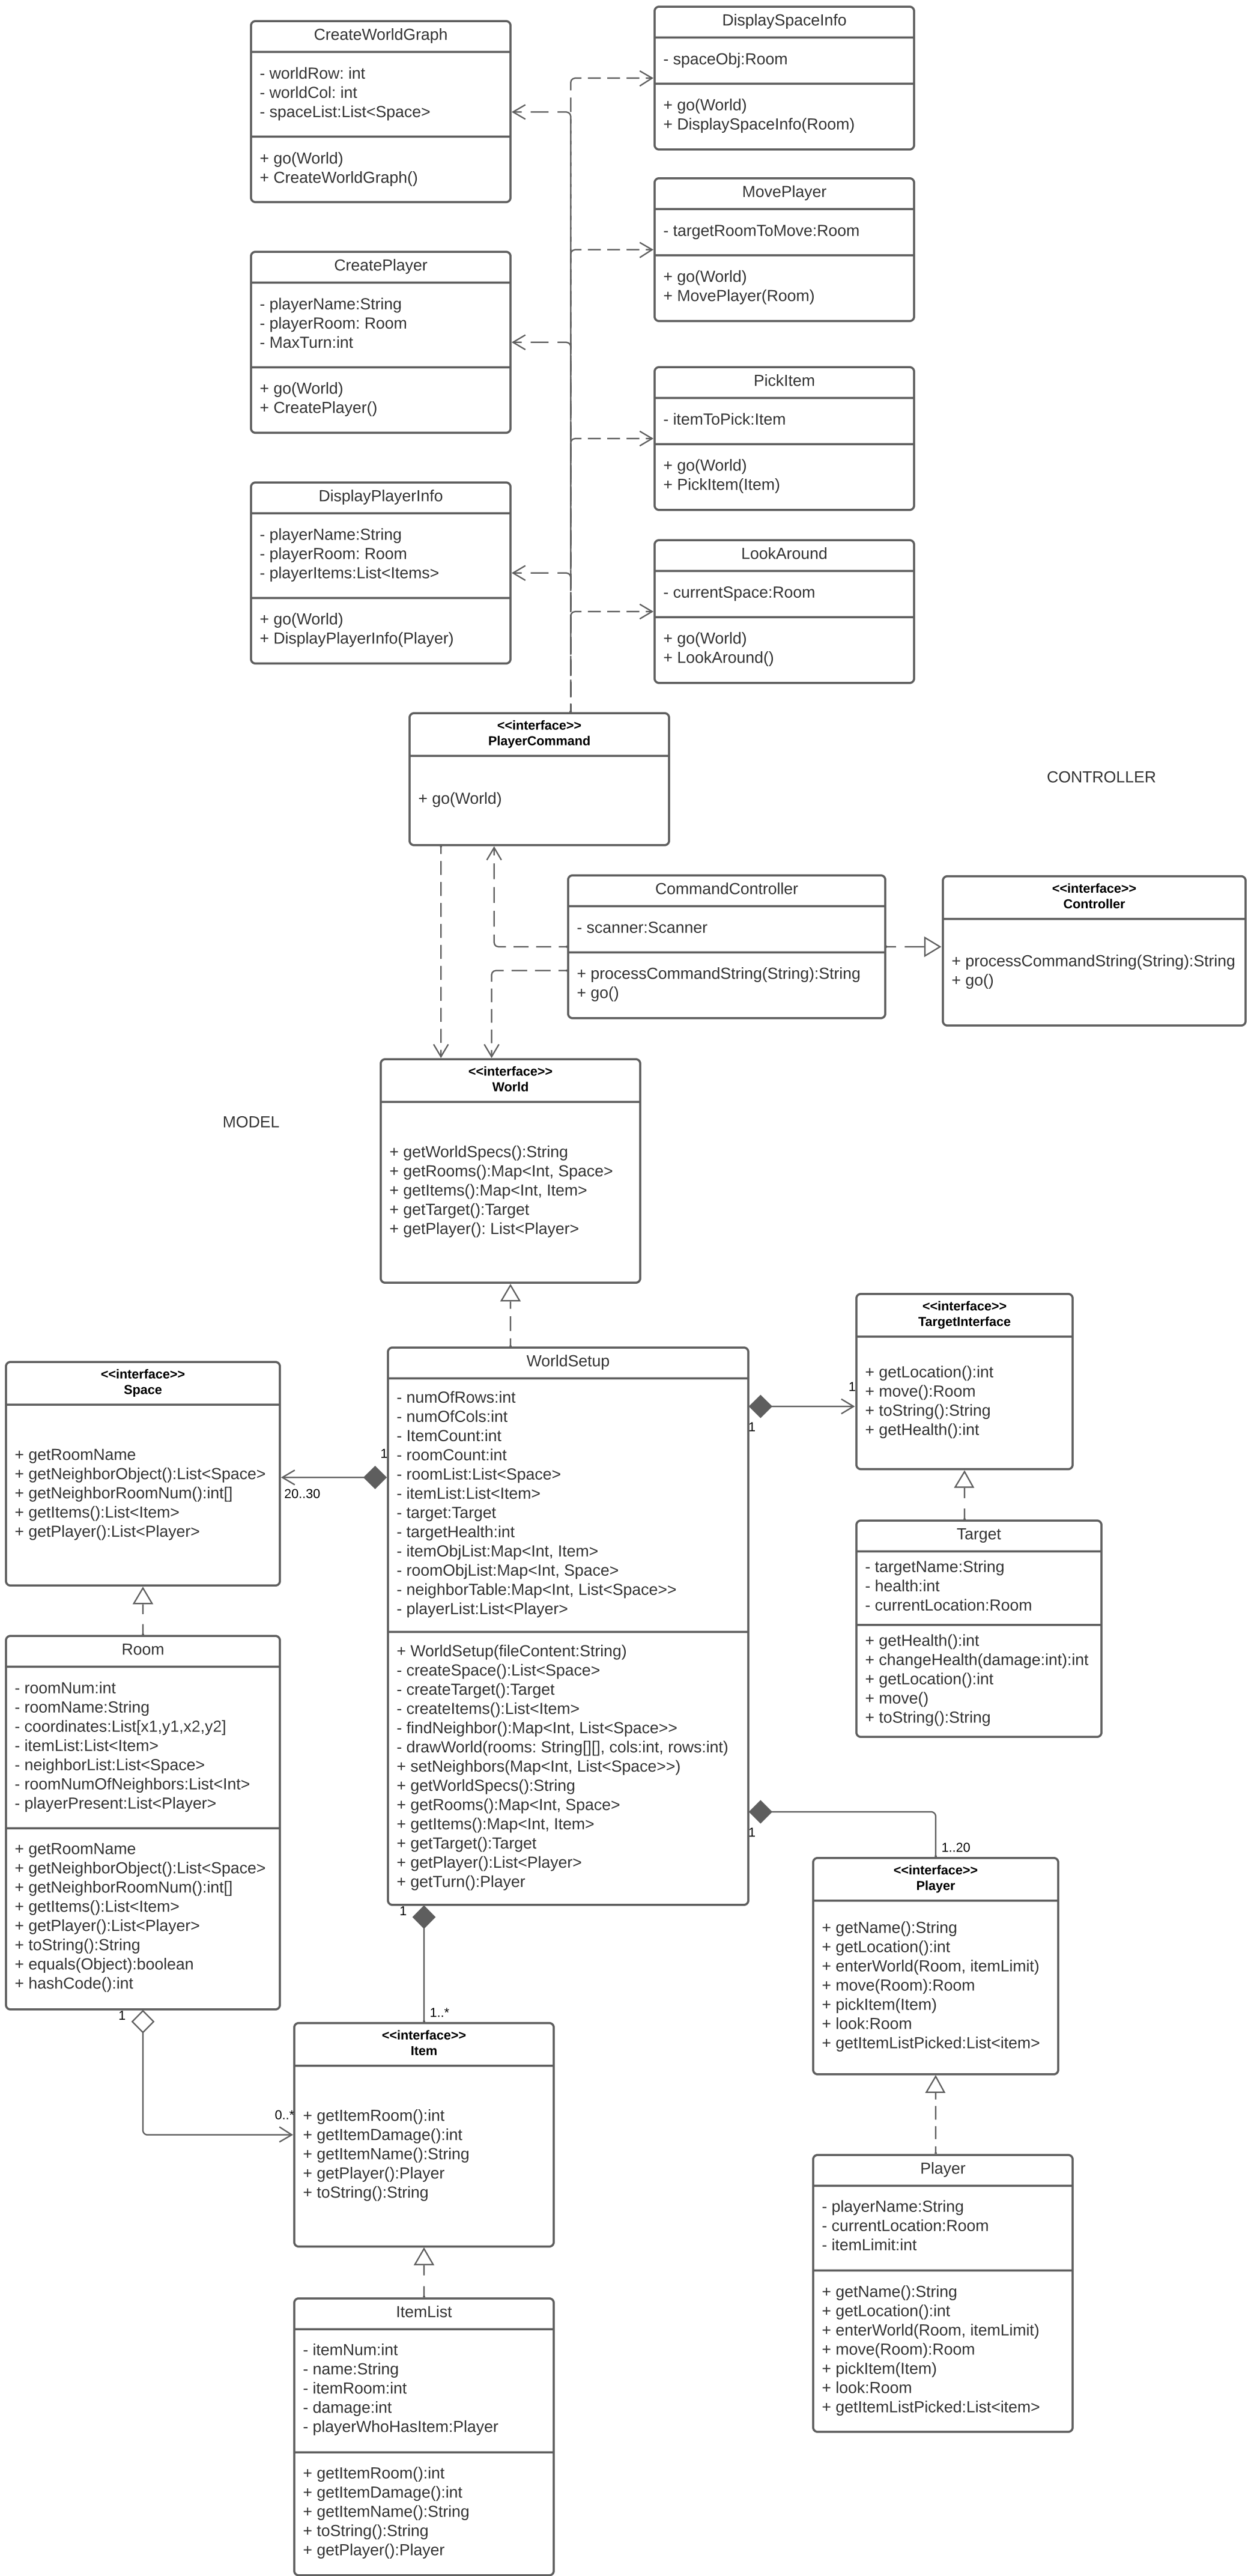 CreateWorldGraph
- worldRow: int
- worldCol: int
- spaceList:List<Space>
+ go(World)
+ CreateWorldGraph()
DisplaySpaceInfo
- spaceObj:Room
+ go(World)
+ DisplaySpaceInfo(Room)
MovePlayer
- targetRoomToMove:Room
+ go(World)
+ MovePlayer(Room)
CreatePlayer
- playerName:String
- playerRoom: Room
- MaxTurn:int
+ go(World)
+ CreatePlayer()
PickItem
- itemToPick:Item
+ go(World)
+ PickItem(Item)
DisplayPlayerInfo
- playerName:String
- playerRoom: Room
- playerItems:List<Items>
+ go(World)
+ DisplayPlayerInfo(Player)
LookAround
- currentSpace:Room
+ go(World)
+ LookAround()
<<interface>>
PlayerCommand
+ go(World)
CONTROLLER
CommandController
- scanner:Scanner
+ processCommandString(String):String
+ go()
<<interface>>
Controller
+ processCommandString(String):String
+ go()
<<interface>>
World
+ getWorldSpecs():String
+ getRooms():Map<Int, Space>
+ getItems():Map<Int, Item>
+ getTarget():Target
+ getPlayer(): List<Player>
MODEL
<<interface>>
TargetInterface
+ getLocation():int
+ move():Room
+ toString():String
+ getHealth():int
<<interface>>
Space
+ getRoomName
+ getNeighborObject():List<Space>
+ getNeighborRoomNum():int[]
+ getItems():List<Item>
+ getPlayer():List<Player>
1
20..30
WorldSetup
- numOfRows:int
- numOfCols:int
- ItemCount:int
- roomCount:int
- roomList:List<Space>
- itemList:List<Item>
- target:Target
- targetHealth:int
- itemObjList:Map<Int, Item>
- roomObjList:Map<Int, Space>
- neighborTable:Map<Int, List<Space>>
- playerList:List<Player>
+ WorldSetup(fileContent:String)
- createSpace():List<Space>
- createTarget():Target
- createItems():List<Item>
- findNeighbor():Map<Int, List<Space>>
- drawWorld(rooms: String[][], cols:int, rows:int)
+ setNeighbors(Map<Int, List<Space>>)
+ getWorldSpecs():String
+ getRooms():Map<Int, Space>
+ getItems():Map<Int, Item>
+ getTarget():Target
+ getPlayer():List<Player>
+ getTurn():Player
1
1
Target
- targetName:String
- health:int
- currentLocation:Room
+ getHealth():int
+ changeHealth(damage:int):int
+ getLocation():int
+ move()
+ toString():String
Room
- roomNum:int
- roomName:String
- coordinates:List[x1,y1,x2,y2]
- itemList:List<Item>
- neighborList:List<Space>
- roomNumOfNeighbors:List<Int>
- playerPresent:List<Player>
+ getRoomName
+ getNeighborObject():List<Space>
+ getNeighborRoomNum():int[]
+ getItems():List<Item>
+ getPlayer():List<Player>
+ toString():String
+ equals(Object):boolean
+ hashCode():int
1
1..20
<<interface>>
Player
+ getName():String
+ getLocation():int
+ enterWorld(Room, itemLimit)
+ move(Room):Room
+ pickItem(Item)
+ look:Room
+ getItemListPicked:List<item>
1
1..*
1
0..*
<<interface>>
Item
+ getItemRoom():int
+ getItemDamage():int
+ getItemName():String
+ getPlayer():Player
+ toString():String
Player
- playerName:String
- currentLocation:Room
- itemLimit:int
+ getName():String
+ getLocation():int
+ enterWorld(Room, itemLimit)
+ move(Room):Room
+ pickItem(Item)
+ look:Room
+ getItemListPicked:List<item>
ItemList
- itemNum:int
- name:String
- itemRoom:int
- damage:int
- playerWhoHasItem:Player
+ getItemRoom():int
+ getItemDamage():int
+ getItemName():String
+ toString():String
+ getPlayer():Player